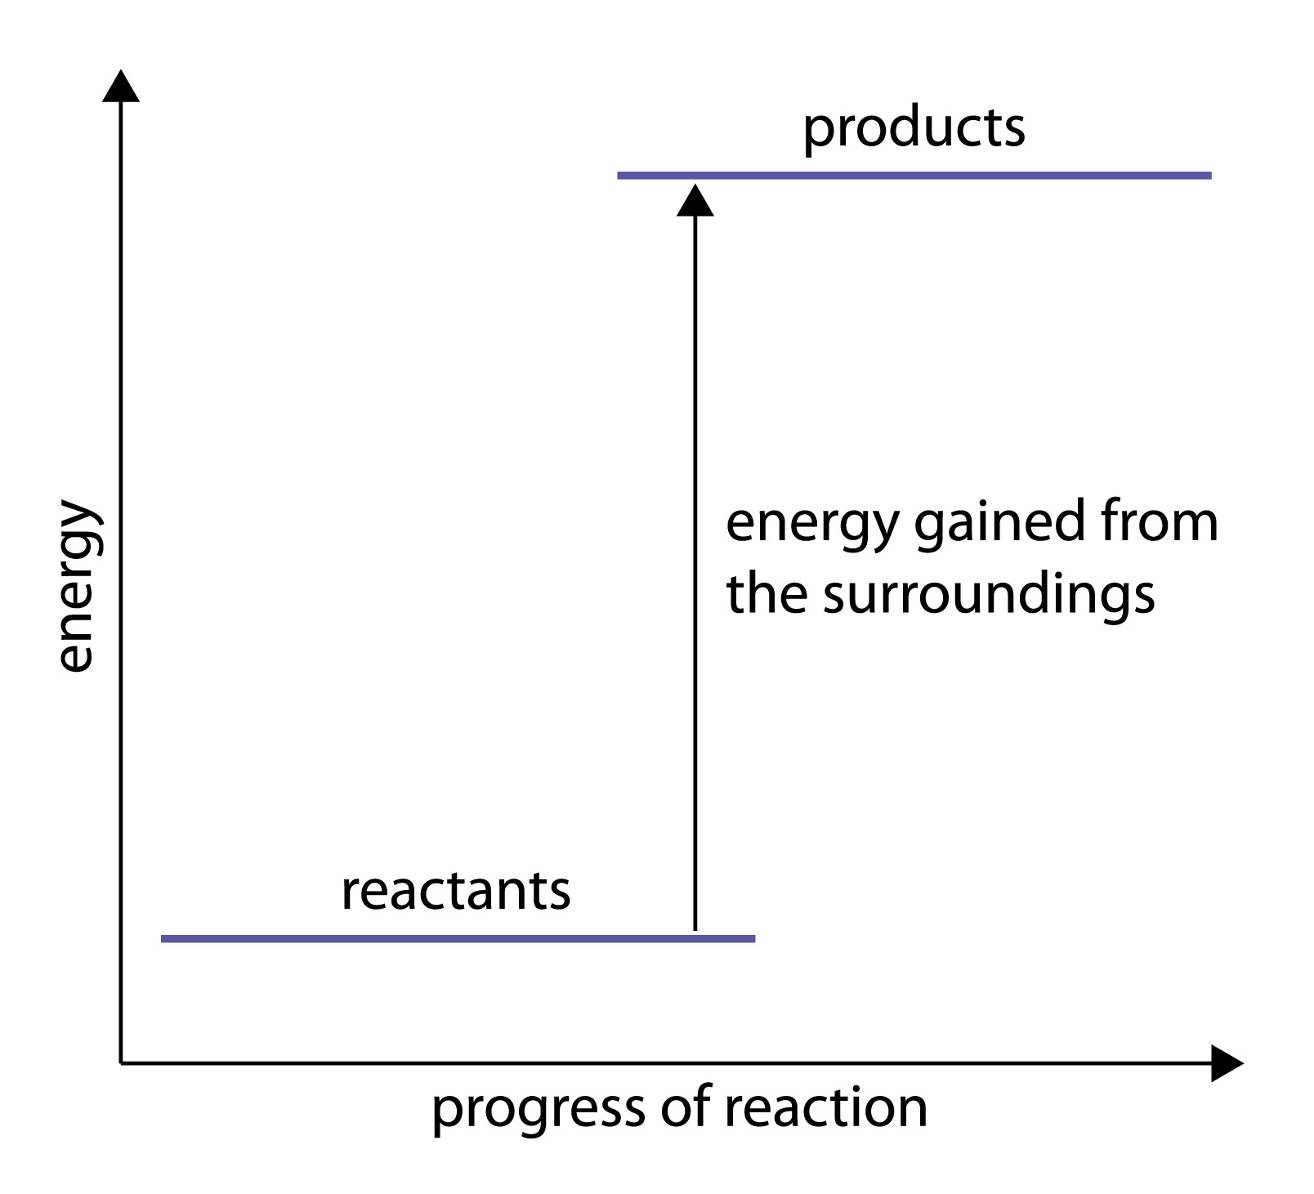 products
energy gained from
the surroundings
energy
reactants
progress of reaction